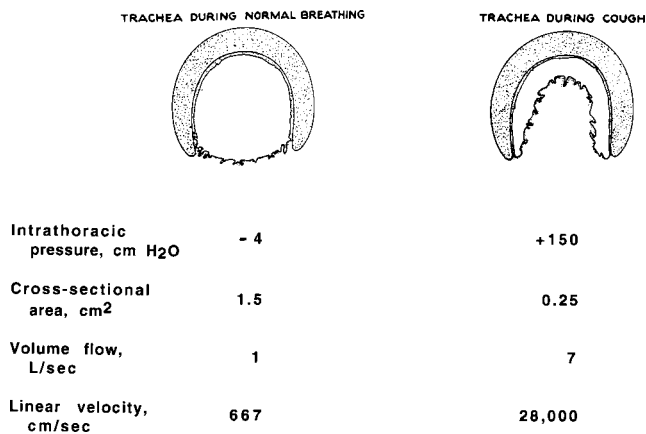 TRACHEA DURING NORMAL BREATHING TRACHEA DURING COUGH
Intrathoracic
pressure, cm H2O - 4 +150
Cross-sectional
area, cm2 1.5 0.25
Volume flow,
L/sec 1 7
Linear velocity,
cm/sec 667 28,000